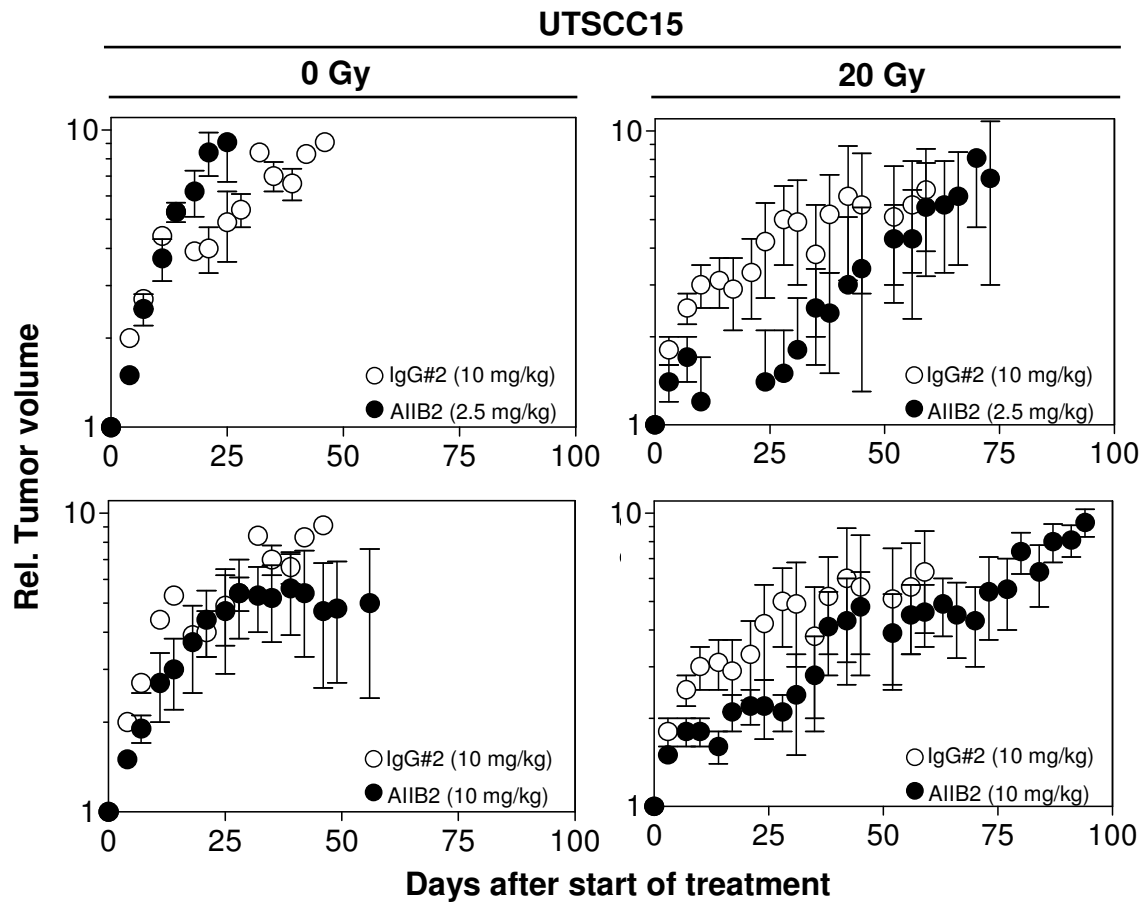 UTSCC15
0 Gy
20 Gy
Rel. Tumor volume
10
1
0 25 50 75 100
IgG#2 (10 mg/kg)
AIIB2 (2.5 mg/kg)
10
1
0 25 50 75 100
IgG#2 (10 mg/kg)
AIIB2 (2.5 mg/kg)
10
1
0 25 50 75 100
IgG#2 (10 mg/kg)
AIIB2 (10 mg/kg)
10
1
0 25 50 75 100
IgG#2 (10 mg/kg)
AIIB2 (10 mg/kg)
Days after start of treatment